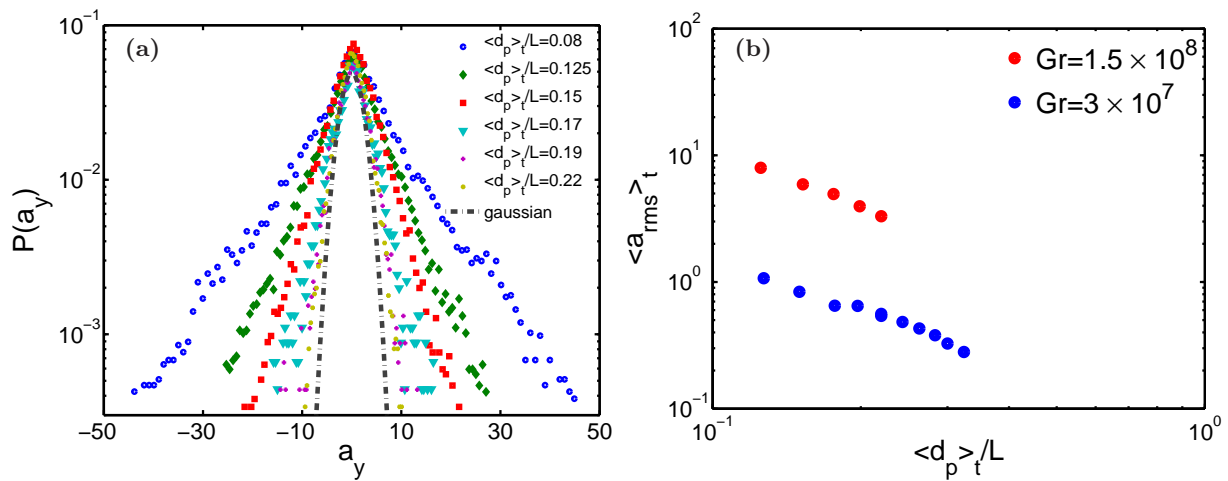 (a)
P(a_y)
10^-1
10^-2
10^-3
−50 −30 −10 10 30 50
a_y
<d_p>_t/L=0.08
<d_p>_t/L=0.125
<d_p>_t/L=0.15
<d_p>_t/L=0.17
<d_p>_t/L=0.19
<d_p>_t/L=0.22
gaussian
(b)
<a_rms>_t
10^2
10^1
10^0
10^-1
10^-1 10^0
<d_p>_t/L
Gr=1.5 × 10^8
Gr=3 × 10^7